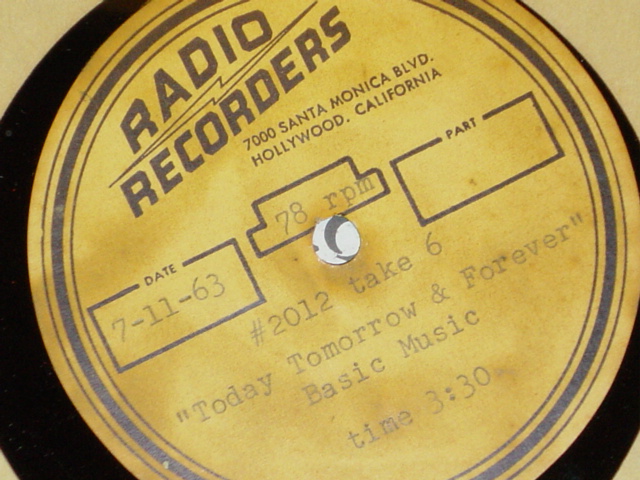 RADIO
RECORDERS
7000 SANTA MONICA BLVD.
HOLLYWOOD, CALIFORNIA
PART
78 rpm
DATE
7-11-63
#2012 take 6
"Today Tomorrow & Forever"
Basic Music
time 3:30